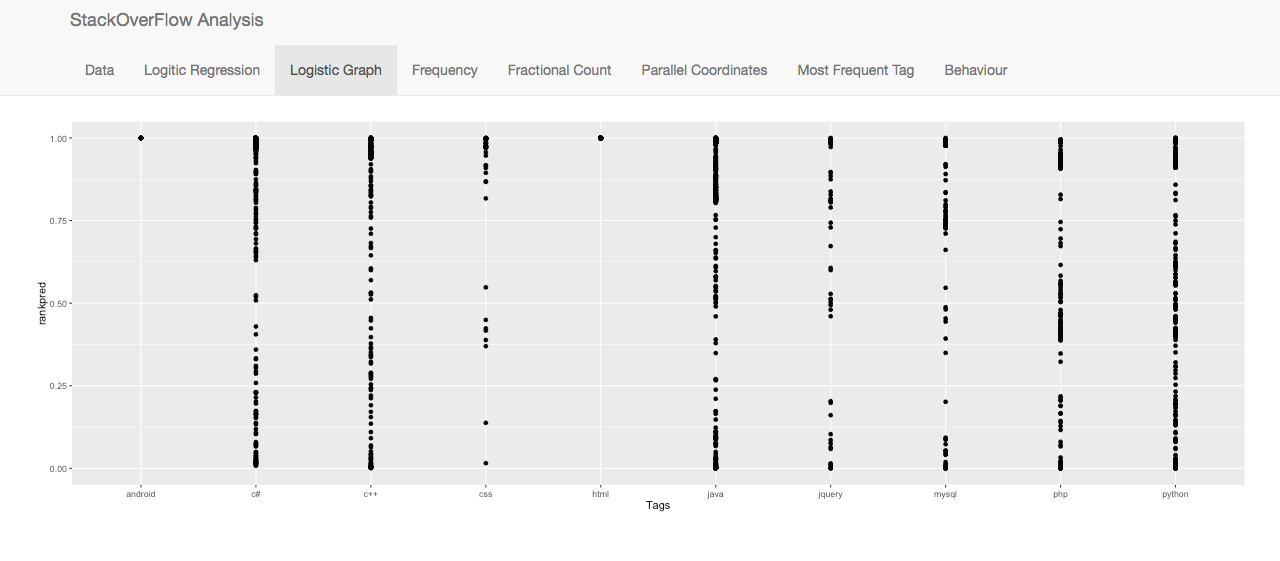 StackOverFlow Analysis
Data Logitic Regression Logistic Graph Frequency Fractional Count Parallel Coordinates Most Frequent Tag Behaviour
1.00
0.75
0.50
0.25
0.00
rankpred
android c# c++ css html java jquery mysql php python
Tags